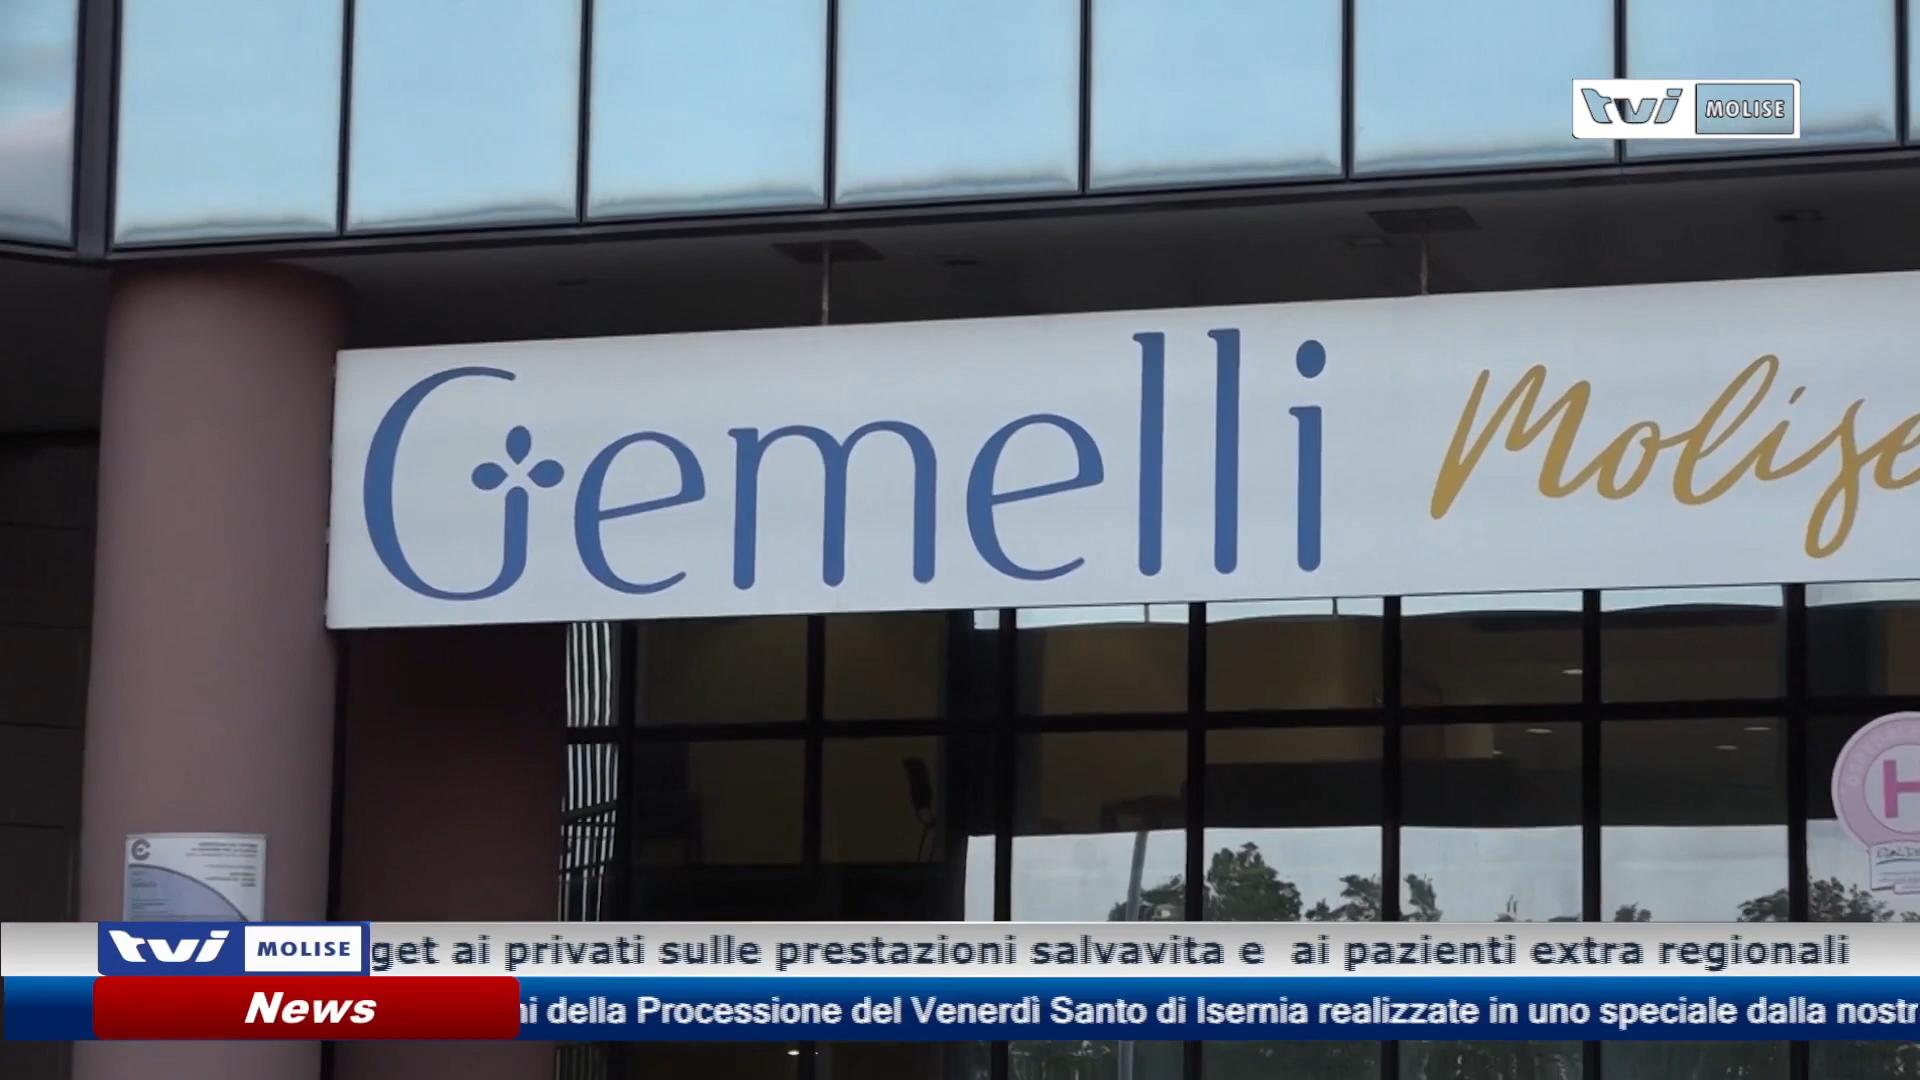 tvi MOLISE
Gemelli Molise
H
tvi MOLISE get ai privati sulle prestazioni salvavita e ai pazienti extra regionali
News ni della Processione del Venerdì Santo di Isernia realizzate in uno speciale dalla nostr